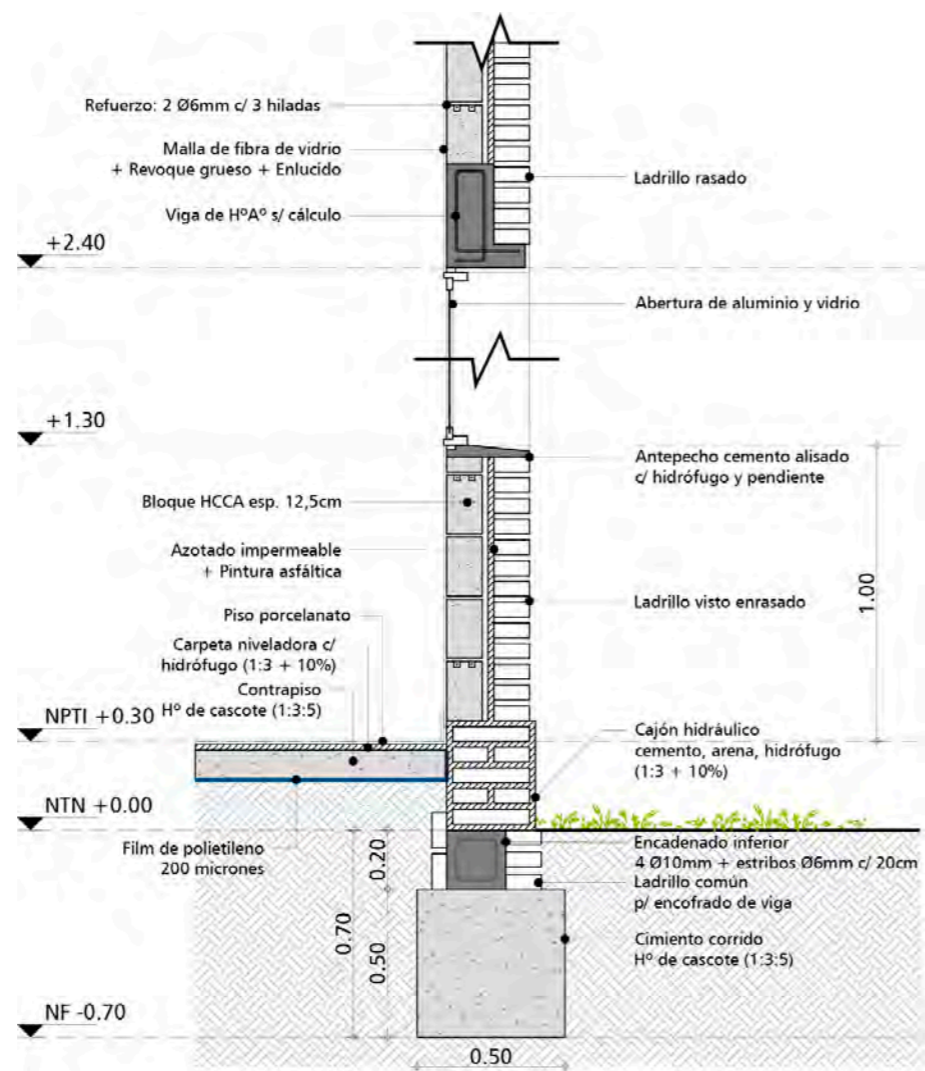 Refuerzo: 2 Ø6mm c/ 3 hiladas
Malla de fibra de vidrio
+ Revoque grueso + Enlucido
Ladrillo rasado
Viga de HºAº s/ cálculo
+2.40
Abertura de aluminio y vidrio
+1.30
Antepecho cemento alisado
c/ hidrófugo y pendiente
Bloque HCCA esp. 12,5cm
Azotado impermeable
+ Pintura asfáltica
1.00
Ladrillo visto enrasado
Piso porcelanato
Carpeta niveladora c/
hidrófugo (1:3 + 10%)
Contrapiso
Hº de cascote (1:3:5)
NPTI +0.30
Cajón hidráulico
cemento, arena, hidrófugo
(1:3 + 10%)
NTN +0.00
Film de polietileno
200 micrones
0.20
Encadenado inferior
4 Ø10mm + estribos Ø6mm c/ 20cm
Ladrillo común
p/ encofrado de viga
0.70
0.50
Cimiento corrido
Hº de cascote (1:3:5)
NF -0.70
0.50